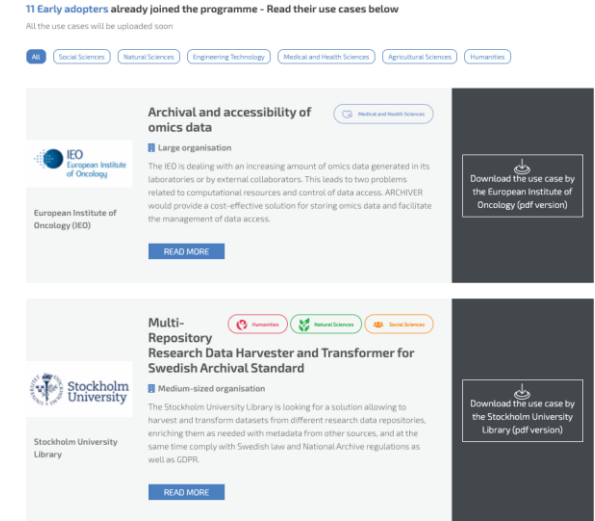 11 Early adopters already joined the programme - Read their use cases below
All the use cases will be uploaded soon
All
Social Sciences
Natural Sciences
Engineering Technology
Medical and Health Sciences
Agricultural Sciences
Humanities
IEO
European Institute
of Oncology
European Institute of
Oncology (IEO)
Archival and accessibility of
omics data
Medical and Health Sciences
Large organisation
The IEO is dealing with an increasing amount of omics data generated in its
laboratories or by external collaborators. This leads to two problems
related to computational resources and control of data access. ARCHIVER
would provide a cost-effective solution for storing omics data and facilitate
the management of data access.
READ MORE
Download the use case by
the European Institute of
Oncology (pdf version)
Stockholm
University
Stockholm University
Library
Multi-
Repository
Research Data Harvester and Transformer for
Swedish Archival Standard
Humanities
Natural Sciences
Social Sciences
Medium-sized organisation
The Stockholm University Library is looking for a solution allowing to
harvest and transform datasets from different research data repositories,
enriching them as needed with metadata from other sources, and at the
same time comply with Swedish law and National Archive regulations as
well as GDPR.
READ MORE
Download the use case by
the Stockholm University
Library (pdf version)